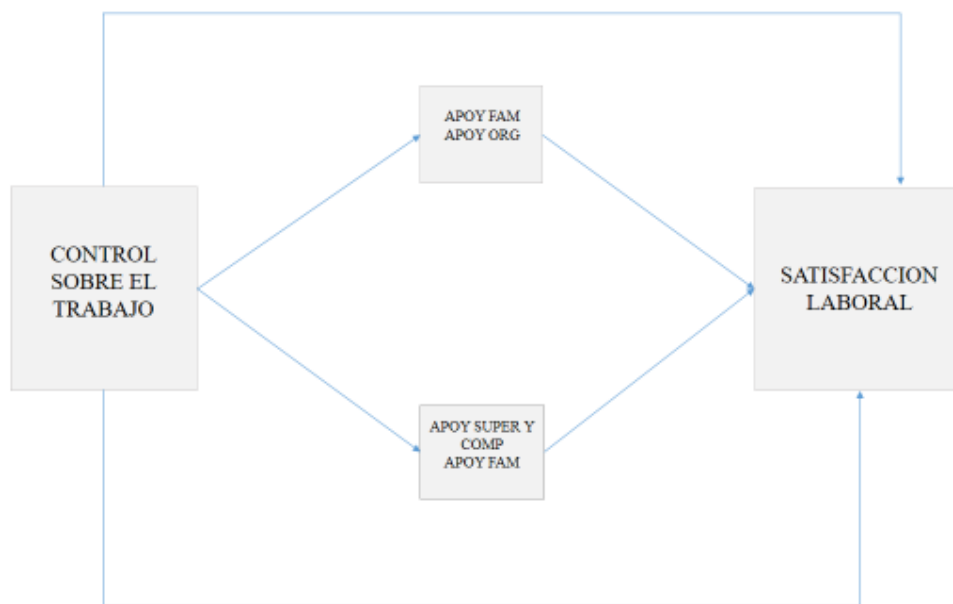 APOY FAM
APOY ORG
CONTROL
SOBRE EL
TRABAJO
SATISFACCION
LABORAL
APOY SUPER Y
COMP
APOY FAM